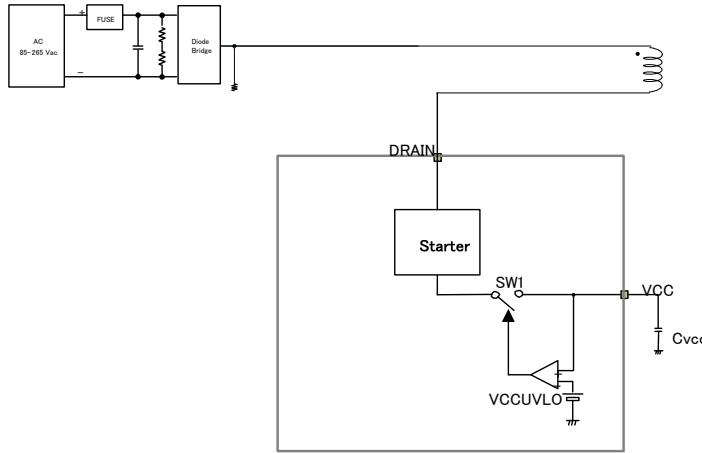 +
FUSE
AC
85-265 Vac
Diode
Bridge
-
DRAIN
Starter
SW1
VCC
Cvcc
+
-
VCCUVLO